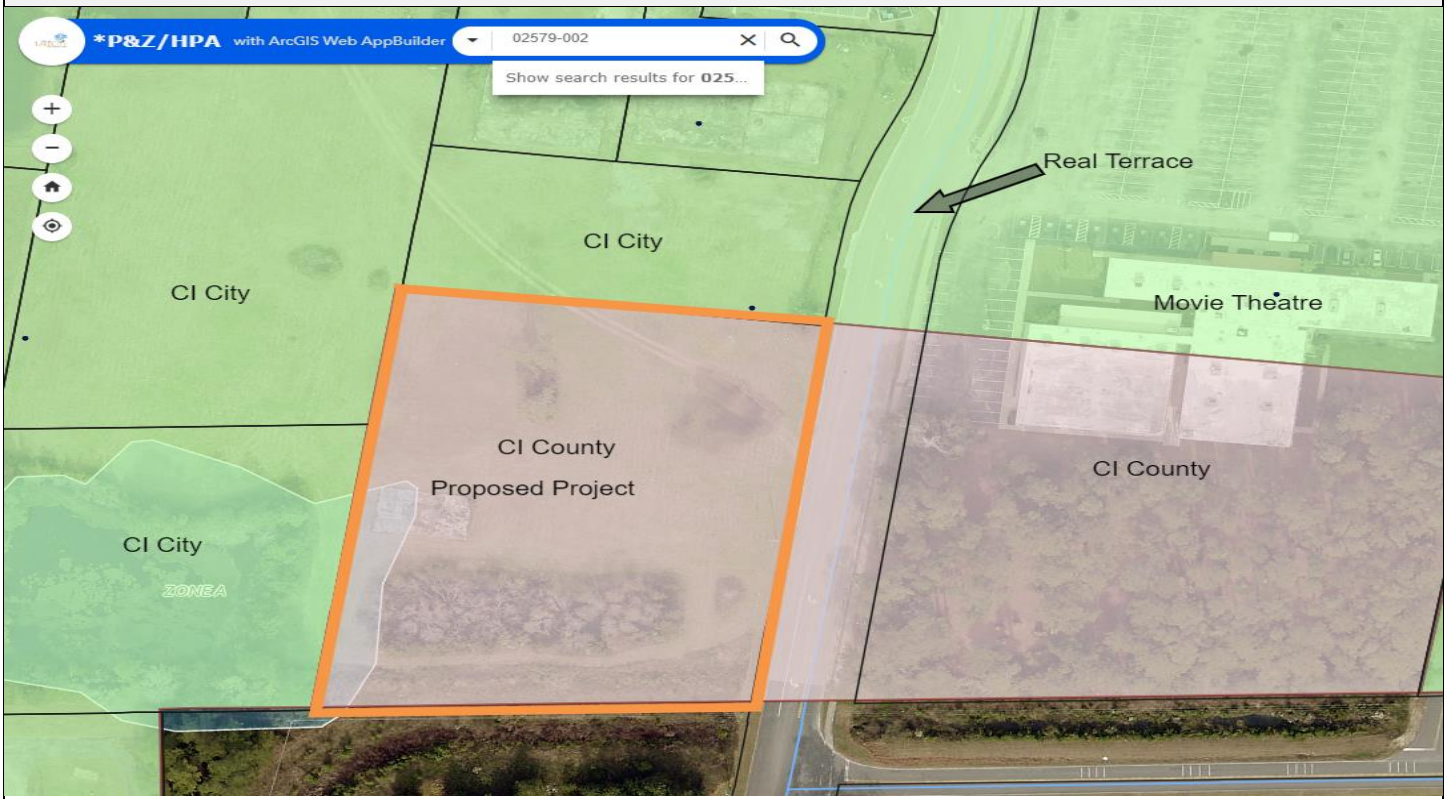 *P&Z/HPA with ArcGIS Web AppBuilder
02579-002
Show search results for 025...
Real Terrace
CI City
CI City
Movie Theatre
CI County
CI County
Proposed Project
CI City
ZONE A